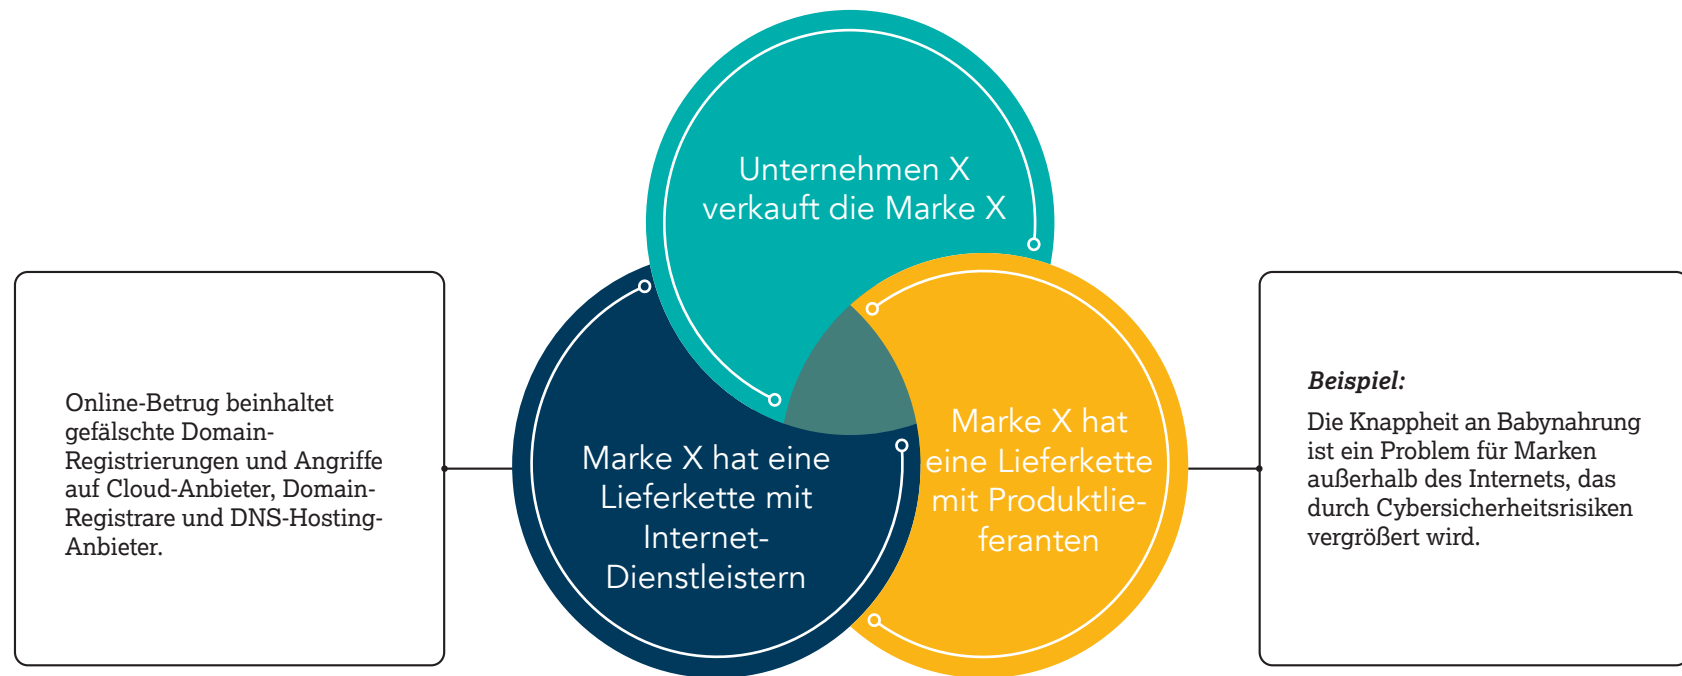 Unternehmen X
verkauft die Marke X
Online-Betrug beinhaltet
gefälschte Domain-
Registrierungen und Angriffe
auf Cloud-Anbieter, Domain-
Registrare und DNS-Hosting-
Anbieter.
Marke X hat eine
Lieferkette mit
Internet-
Dienstleistern
Marke X hat
eine Lieferkette
mit Produktlie-
feranten
Beispiel:
Die Knappheit an Babynahrung
ist ein Problem für Marken
außerhalb des Internets, das
durch Cybersicherheitsrisiken
vergrößert wird.